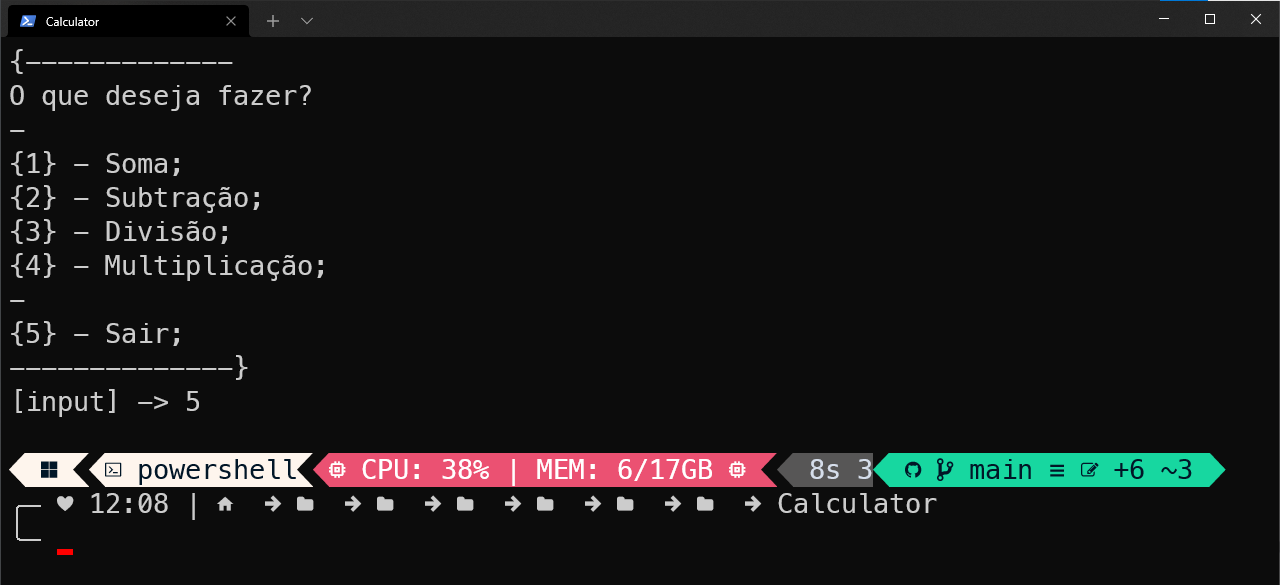 Calculator
{-------------
O que deseja fazer?
-
{1} - Soma;
{2} - Subtração;
{3} - Divisão;
{4} - Multiplicação;
-
{5} - Sair;
--------------}
[input] -> 5
powershell CPU: 38% | MEM: 6/17GB 8s 3 main ≡ +6 ~3
♥ 12:08 | → → → → → → → Calculator